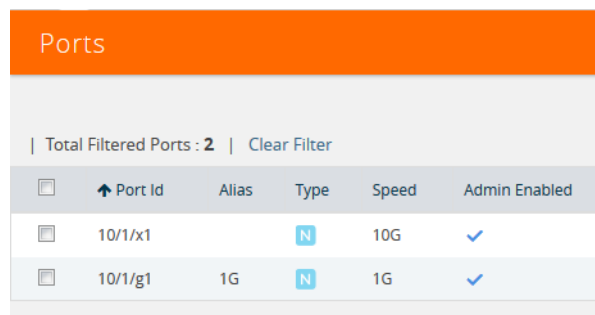 Ports
| Total Filtered Ports : 2 | Clear Filter
Port Id Alias Type Speed Admin Enabled
10/1/x1 N 10G
10/1/g1 1G N 1G